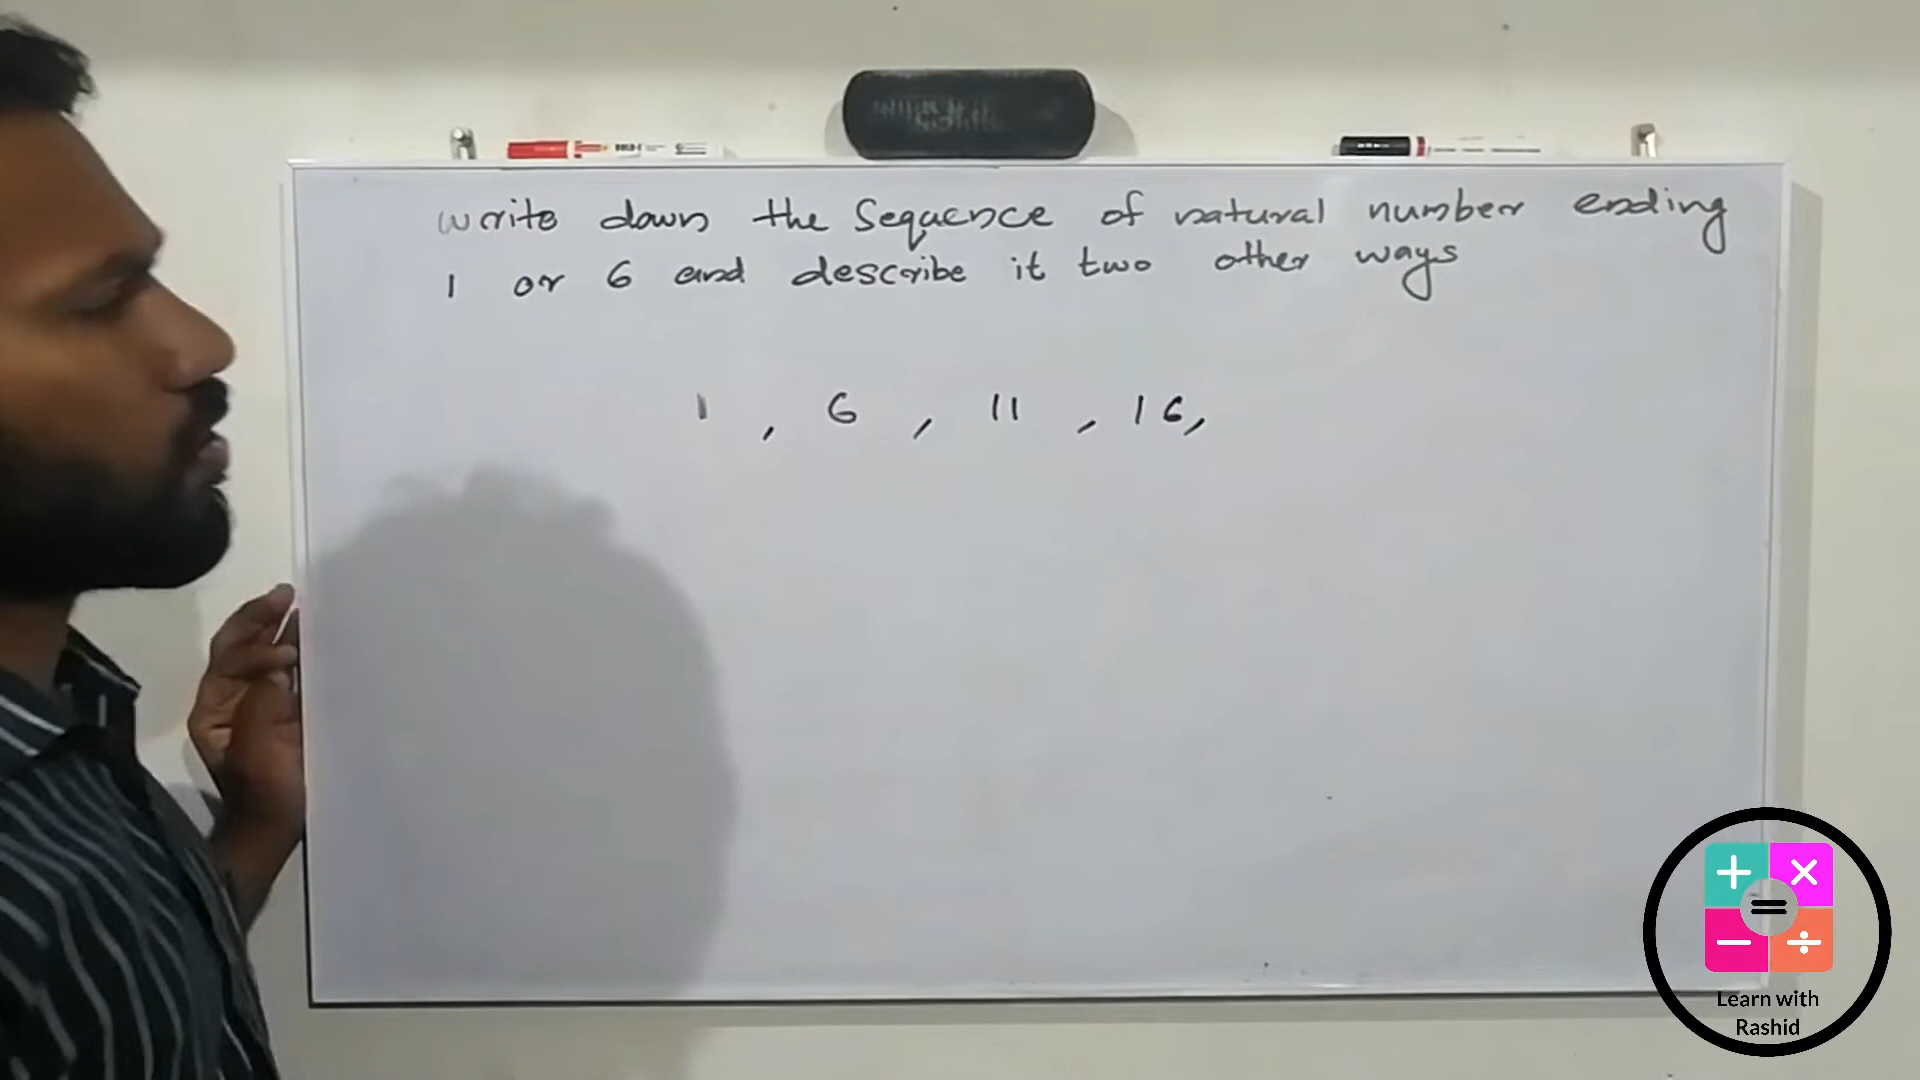 write down the Sequence of natural number ending
1 or 6 and describe it two other ways
1 , 6 , 11 , 16,
Learn with
Rashid